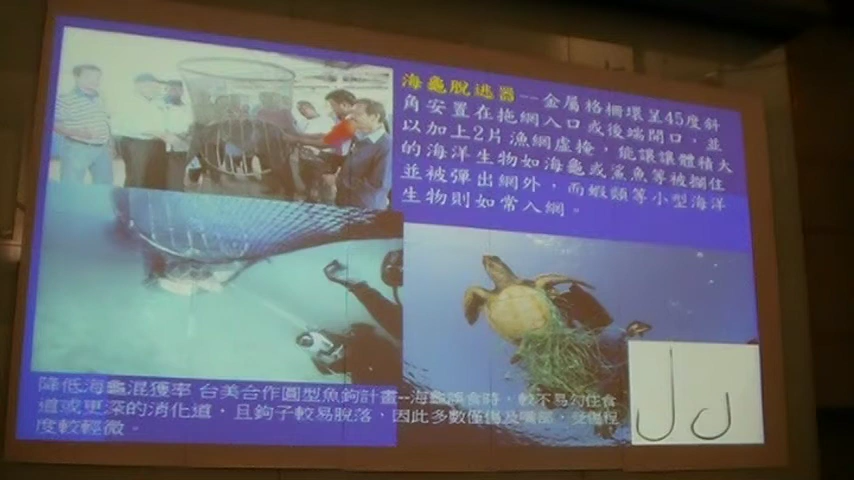 海龜脫逃器--金屬格柵環呈45度斜
角安置在拖網入口或後端開口，並
以加上2片漁網虛掩，能讓讓體積大
的海洋生物如海龜或鯊魚等被攔住
並被彈出網外，而蝦類等小型海洋
生物則如常入網。
降低海龜混獲率 台美合作圓型魚鉤計畫--海龜誤食時，較不易勾住食
道或更深的消化道，且鉤子較易脫落，因此多數僅傷及嘴部，受傷程
度較輕微。